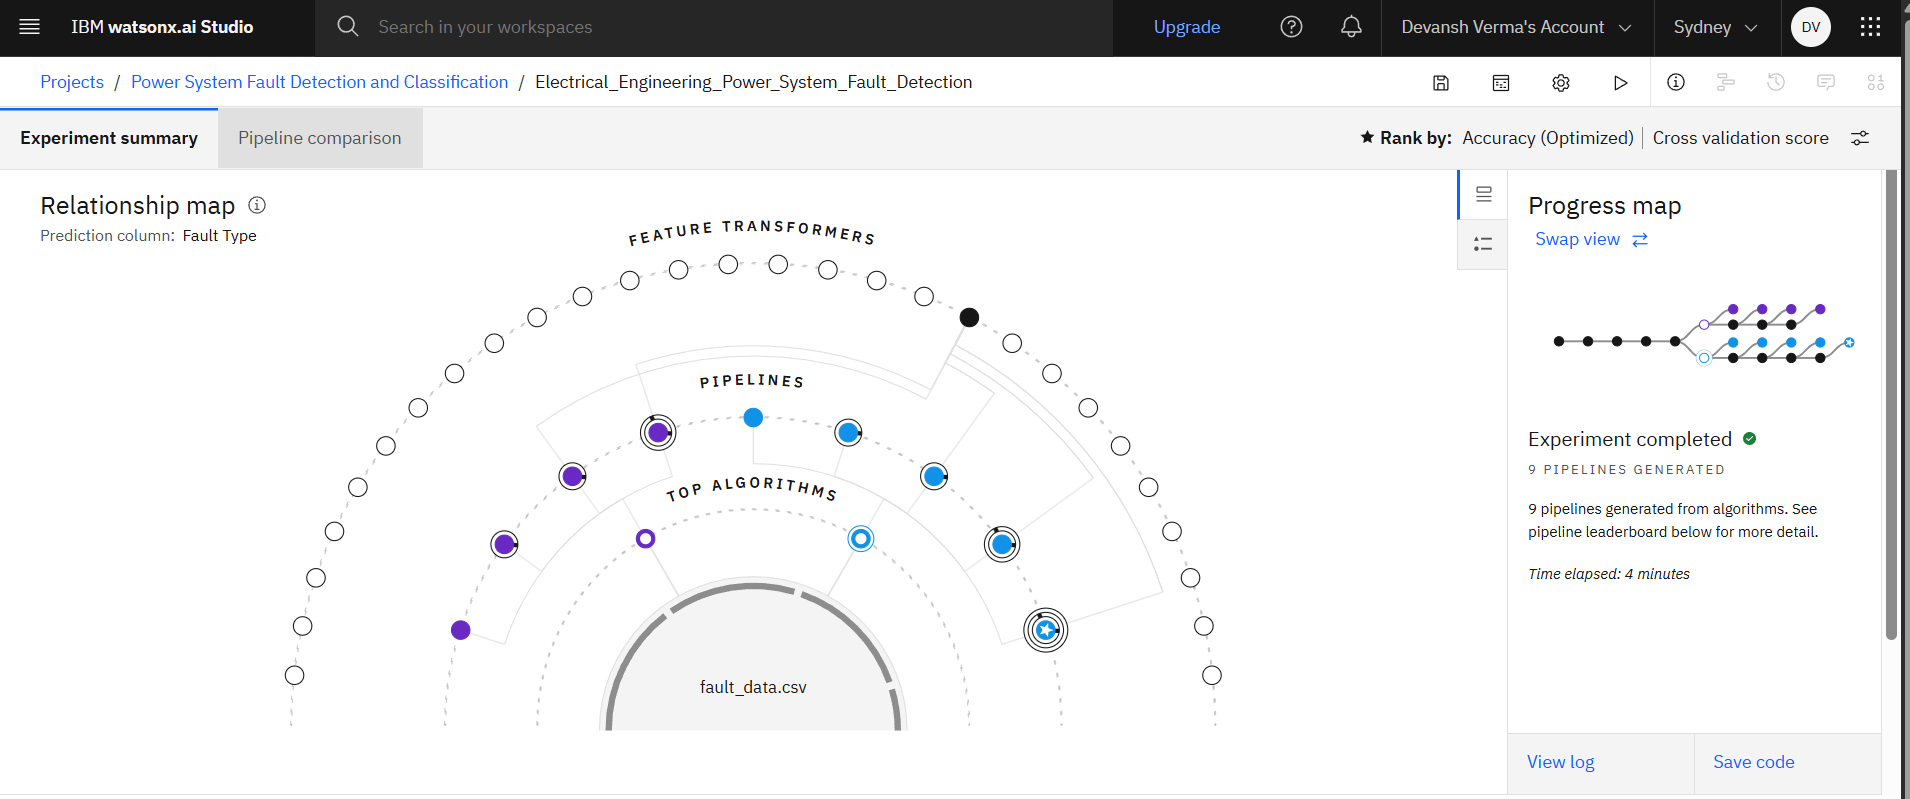 IBM watsonx.ai Studio
Search in your workspaces
Upgrade
Devansh Verma's Account
Sydney
DV
Projects / Power System Fault Detection and Classification / Electrical_Engineering_Power_System_Fault_Detection
Experiment summary
Pipeline comparison
Rank by: Accuracy (Optimized) | Cross validation score
Relationship map
Prediction column: Fault Type
FEATURE TRANSFORMERS
PIPELINES
TOP ALGORITHMS
fault_data.csv
Progress map
Swap view
Experiment completed
9 PIPELINES GENERATED
9 pipelines generated from algorithms. See
pipeline leaderboard below for more detail.
Time elapsed: 4 minutes
View log
Save code